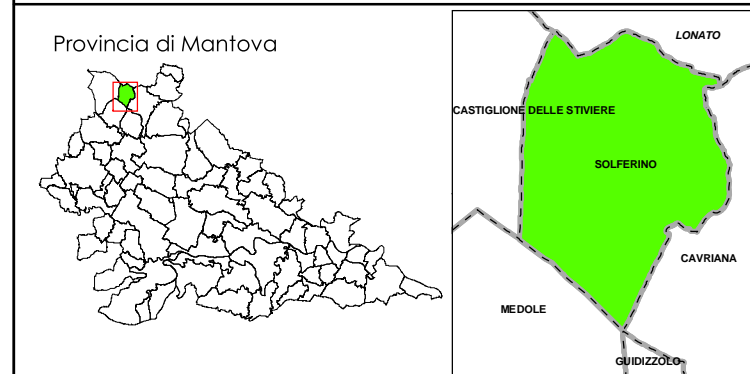 Provincia di Mantova
LONATO
CASTIGLIONE DELLE STIVIERE
SOLFERINO
CAVRIANA
MEDOLE
GUIDIZZOLO